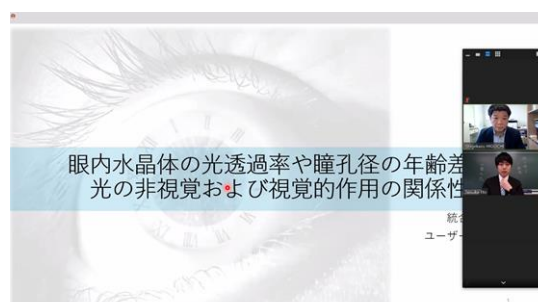 眼内水晶体の光透過率や瞳孔径の年齢差
光の非視覚および視覚的作用の関係性
統合
ユーザー